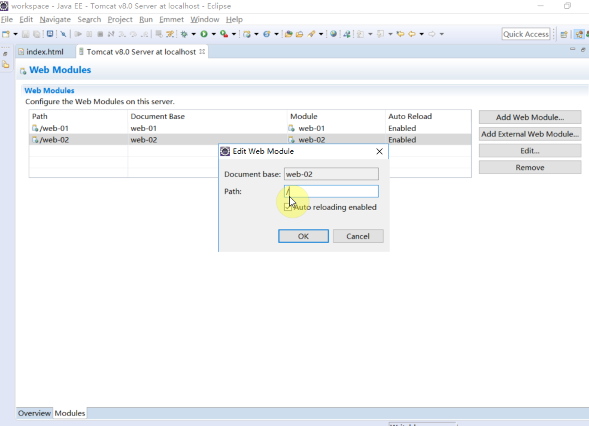 workspace - Java EE - Tomcat v8.0 Server at localhost - Eclipse
File Edit Navigate Search Project Run Emmet Window Help
Quick Access
index.html Tomcat v8.0 Server at localhost
Web Modules
Web Modules
Configure the Web Modules on this server.
Path Document Base Module Auto Reload
/web-01 web-01 web-01 Enabled
/web-02 web-02 web-02 Enabled
Add Web Module...
Add External Web Module...
Edit...
Remove
Edit Web Module
Document base: web-02
Path: /
Auto reloading enabled
OK Cancel
Overview Modules